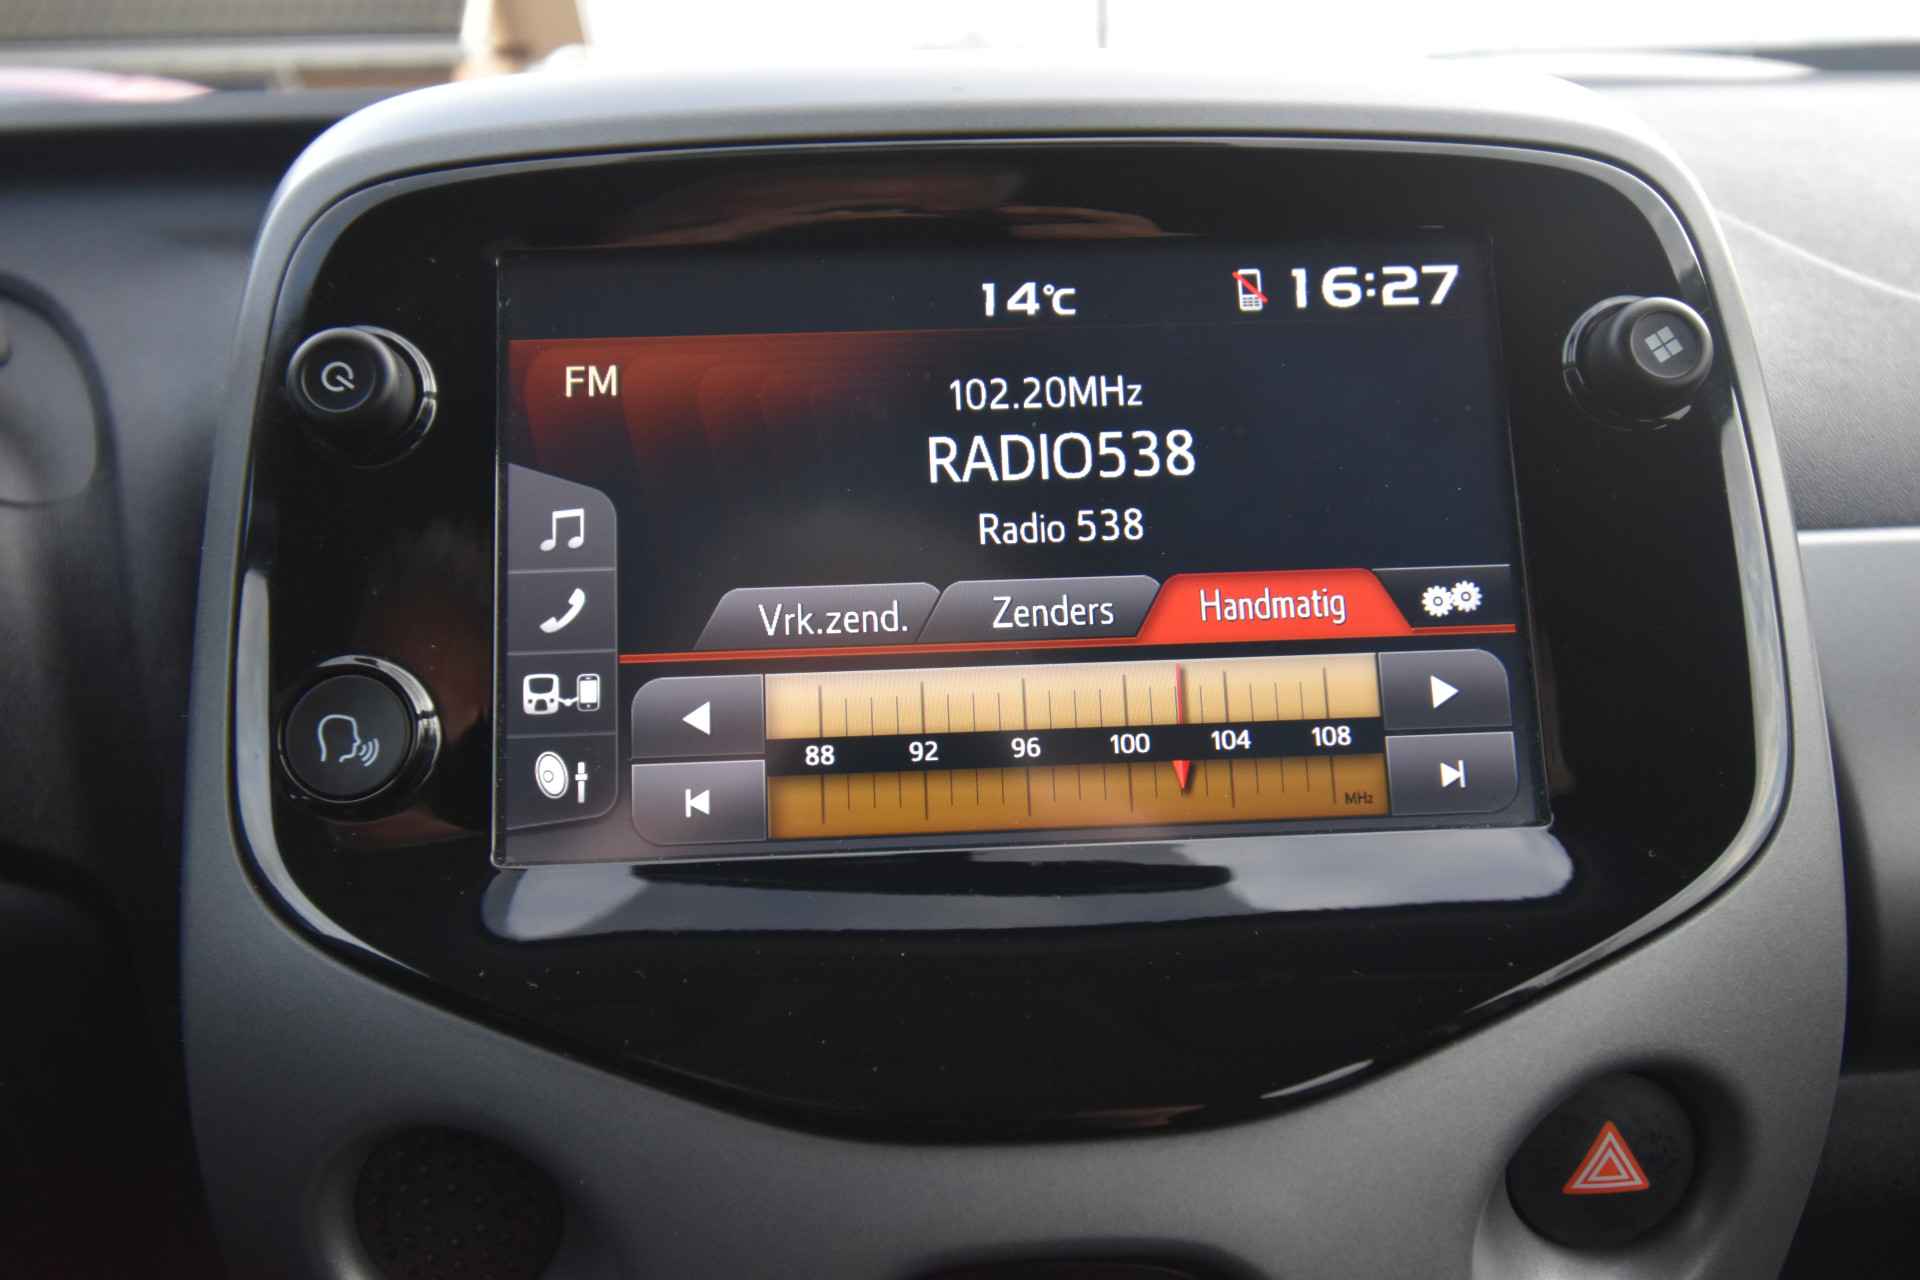 14°C 16:27
FM
102.20MHz
RADIO538
Radio 538
Vrk.zend. Zenders Handmatig
88 92 96 100 104 108
MHz